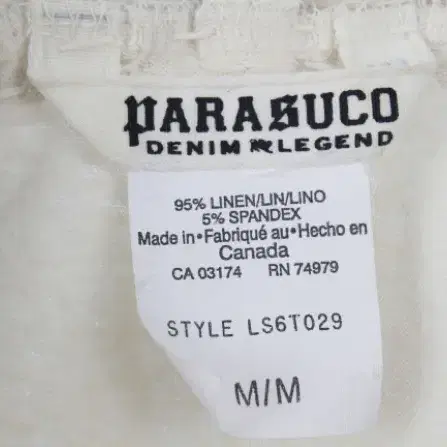 PARASUCO
DENIM LEGEND
95% LINEN/LIN/LINO
5% SPANDEX
Made in•Fabriqué au•Hecho en
Canada
CA 03174 RN 74979
STYLE LS6T029
M/M